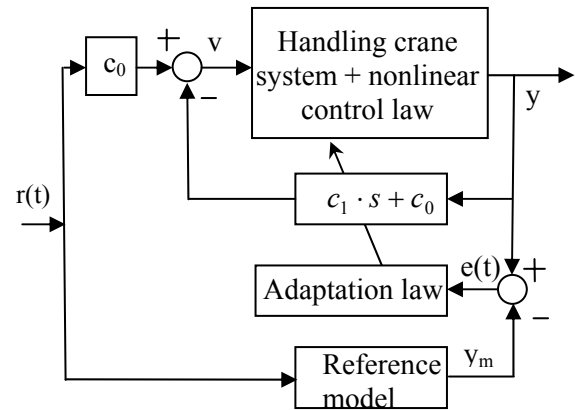 +
v
c₀
−
Handling crane
system + nonlinear
control law
y
r(t)
c₁ · s + c₀
e(t)
+
Adaptation law
−
Reference
model
yₘ